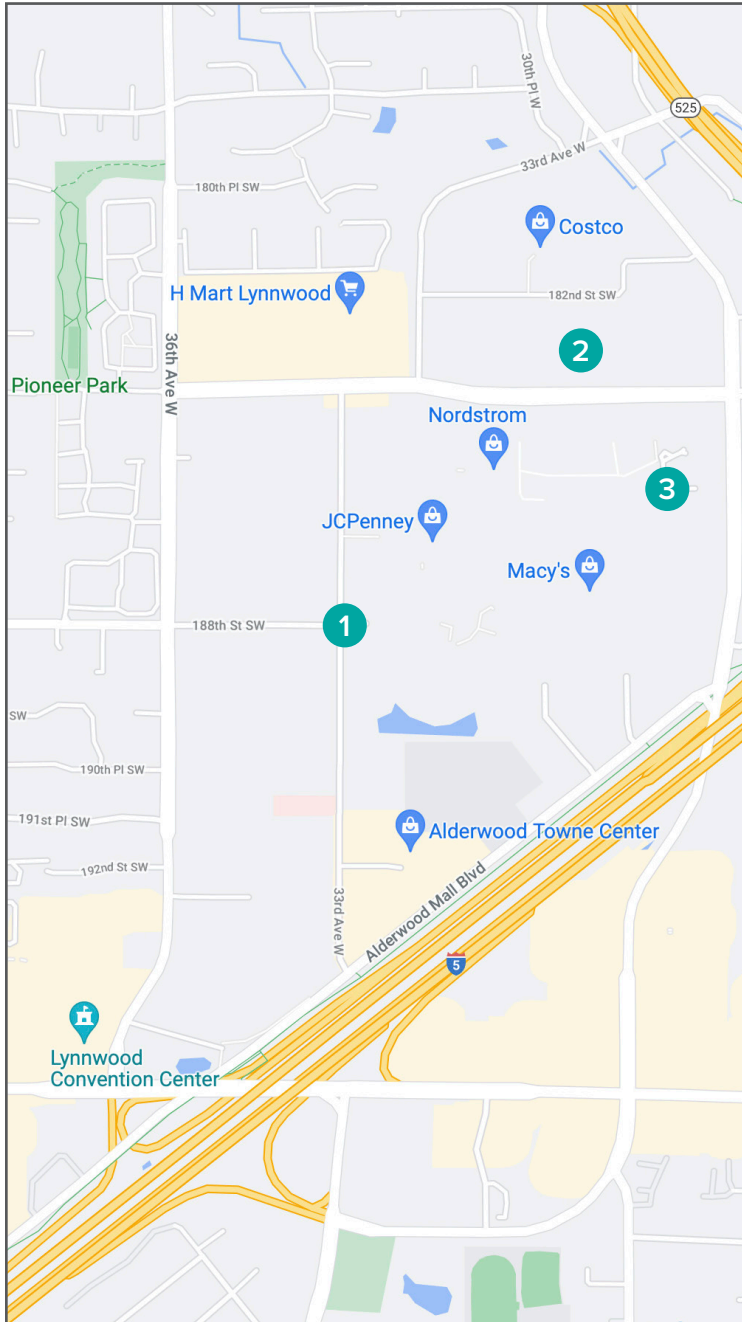 30th Pl W
525
33rd Ave W
180th Pl SW
Costco
H Mart Lynnwood
182nd St SW
36th Ave W
2
Pioneer Park
Nordstrom
3
JCPenney
Macy's
188th St SW
1
SW
190th Pl SW
191st Pl SW
Alderwood Towne Center
192nd St SW
33rd Ave W
Alderwood Mall Blvd
5
Lynnwood
Convention Center